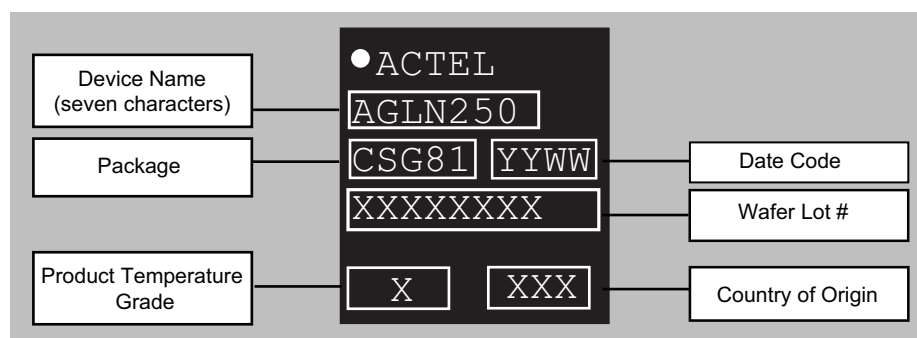 ACTEL
Device Name
(seven characters)
AGLN250
Package
CSG81 YYWW
Date Code
XXXXXXXX
Wafer Lot #
Product Temperature
Grade
X XXX
Country of Origin